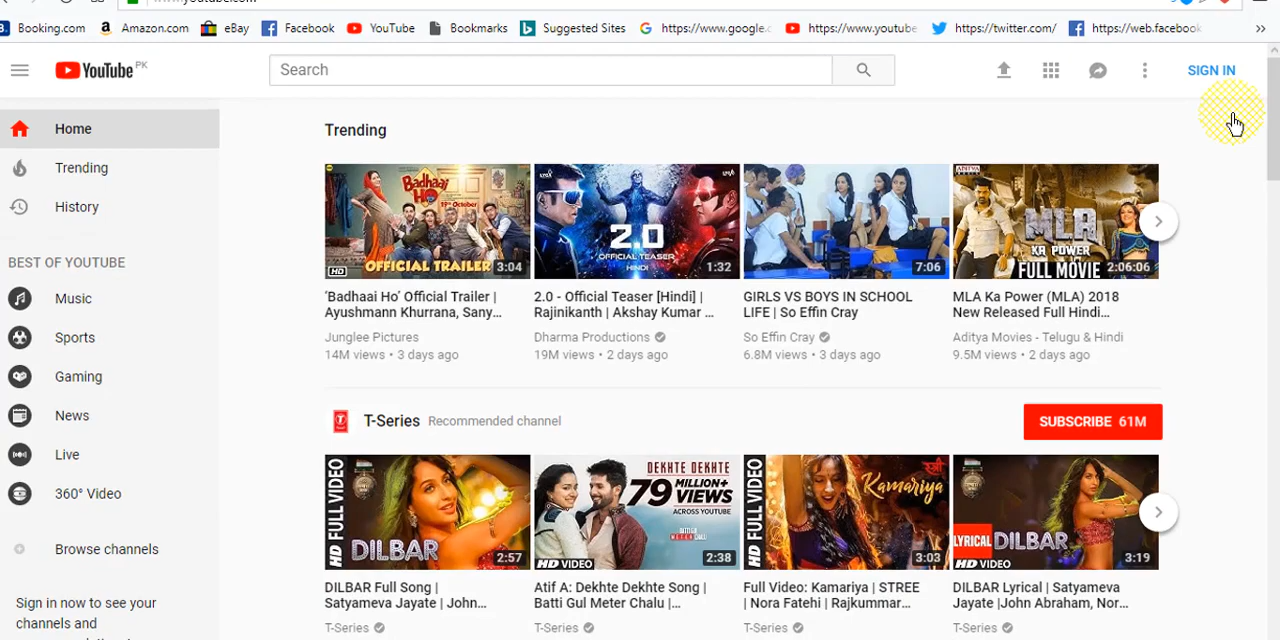 www.youtube.com
Booking.com
Amazon.com
eBay
Facebook
YouTube
Bookmarks
Suggested Sites
https://www.google.c
https://www.youtube
https://twitter.com/
https://web.facebook
YouTube PK
Search
SIGN IN
Home
Trending
History
BEST OF YOUTUBE
Music
Sports
Gaming
News
Live
360° Video
Browse channels
Sign in now to see your
channels and
Trending
Badhaai
Ho
19th October
OFFICIAL TRAILER
HD
3:04
LYCA
2.0
OFFICIAL TEASER
HINDI
1:32
7:06
ADITYA
MLA
KA POWER
FULL MOVIE
2:06:06
‘Badhaai Ho’ Official Trailer |
Ayushmann Khurrana, Sany...
Junglee Pictures
14M views • 3 days ago
2.0 - Official Teaser [Hindi] |
Rajinikanth | Akshay Kumar ...
Dharma Productions
19M views • 2 days ago
GIRLS VS BOYS IN SCHOOL
LIFE | So Effin Cray
So Effin Cray
6.8M views • 3 days ago
MLA Ka Power (MLA) 2018
New Released Full Hindi...
Aditya Movies - Telugu & Hindi
9.5M views • 2 days ago
T-Series
Recommended channel
SUBSCRIBE 61M
HD FULL VIDEO
DILBAR
2:57
DEKHTE DEKHTE
79 MILLION+
VIEWS
ACROSS YOUTUBE
HD VIDEO
2:38
HD FULL VIDEO
स्त्री
Kamariya
3:03
LYRICAL
DILBAR
HD VIDEO
3:19
DILBAR Full Song |
Satyameva Jayate | John...
T-Series
Atif A: Dekhte Dekhte Song |
Batti Gul Meter Chalu |...
T-Series
Full Video: Kamariya | STREE
| Nora Fatehi | Rajkummar...
T-Series
DILBAR Lyrical | Satyameva
Jayate |John Abraham, Nor...
T-Series